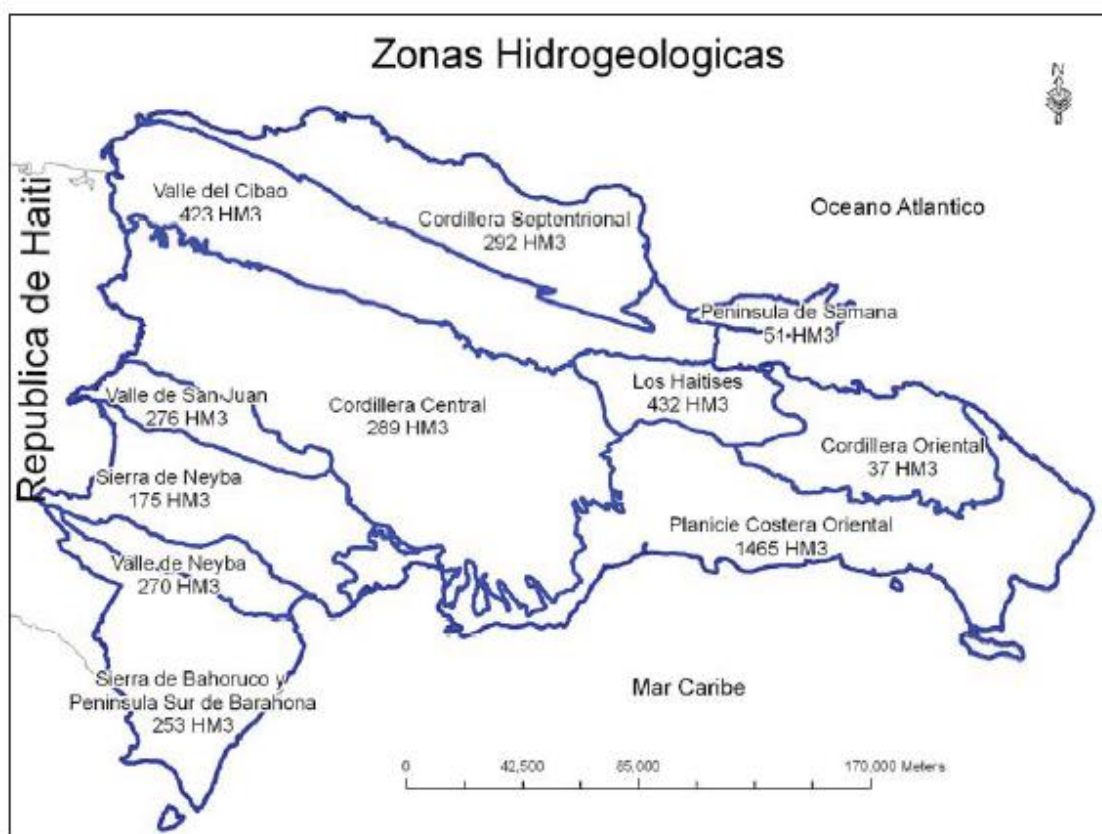 Zonas Hidrogeologicas
N
Republica de Haiti
Valle del Cibao
423 HM3
Cordillera Septentrional
292 HM3
Oceano Atlantico
Peninsula de Samana
51 HM3
Los Haitises
432 HM3
Valle de San Juan
276 HM3
Cordillera Central
289 HM3
Cordillera Oriental
37 HM3
Sierra de Neyba
175 HM3
Planicie Costera Oriental
1465 HM3
Valle de Neyba
270 HM3
Sierra de Bahoruco y
Peninsula Sur de Barahona
253 HM3
Mar Caribe
0 42,500 85,000 170,000 Meters